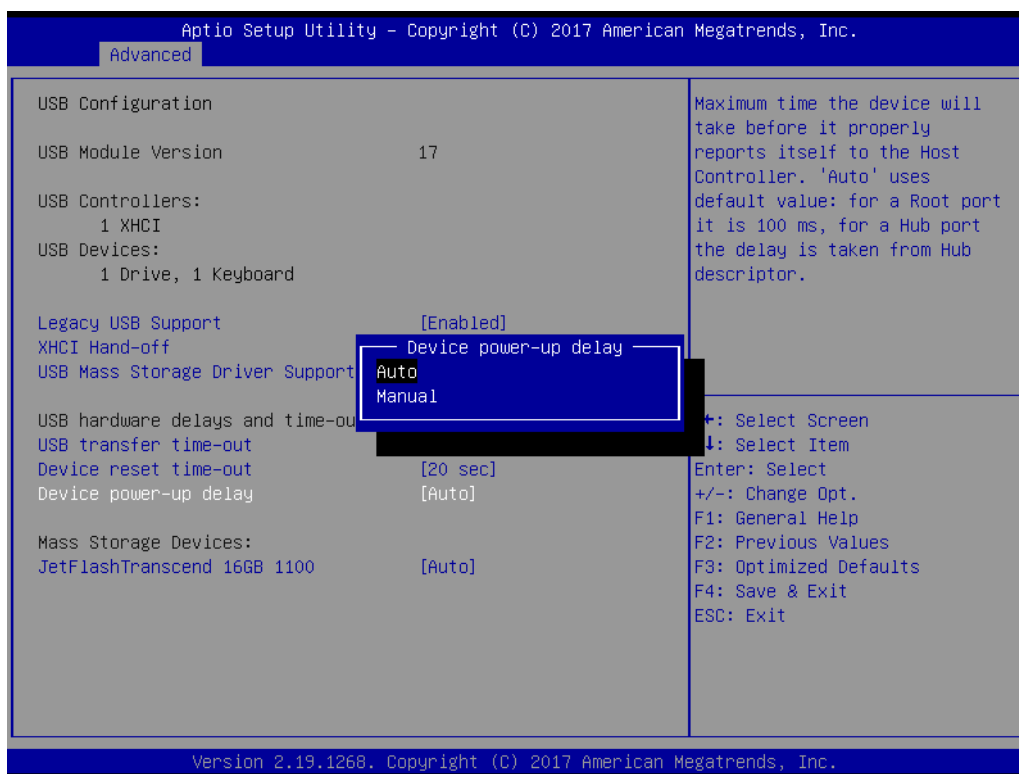 Aptio Setup Utility – Copyright (C) 2017 American Megatrends, Inc.
Advanced
USB Configuration
USB Module Version 17
USB Controllers:
1 XHCI
USB Devices:
1 Drive, 1 Keyboard
Legacy USB Support [Enabled]
XHCI Hand-off
USB Mass Storage Driver Support
USB hardware delays and time-ou
USB transfer time-out
Device reset time-out [20 sec]
Device power-up delay [Auto]
Mass Storage Devices:
JetFlashTranscend 16GB 1100 [Auto]
Device power-up delay
Auto
Manual
Maximum time the device will
take before it properly
reports itself to the Host
Controller. 'Auto' uses
default value: for a Root port
it is 100 ms, for a Hub port
the delay is taken from Hub
descriptor.
: Select Screen
: Select Item
Enter: Select
+/-: Change Opt.
F1: General Help
F2: Previous Values
F3: Optimized Defaults
F4: Save & Exit
ESC: Exit
Version 2.19.1268. Copyright (C) 2017 American Megatrends, Inc.